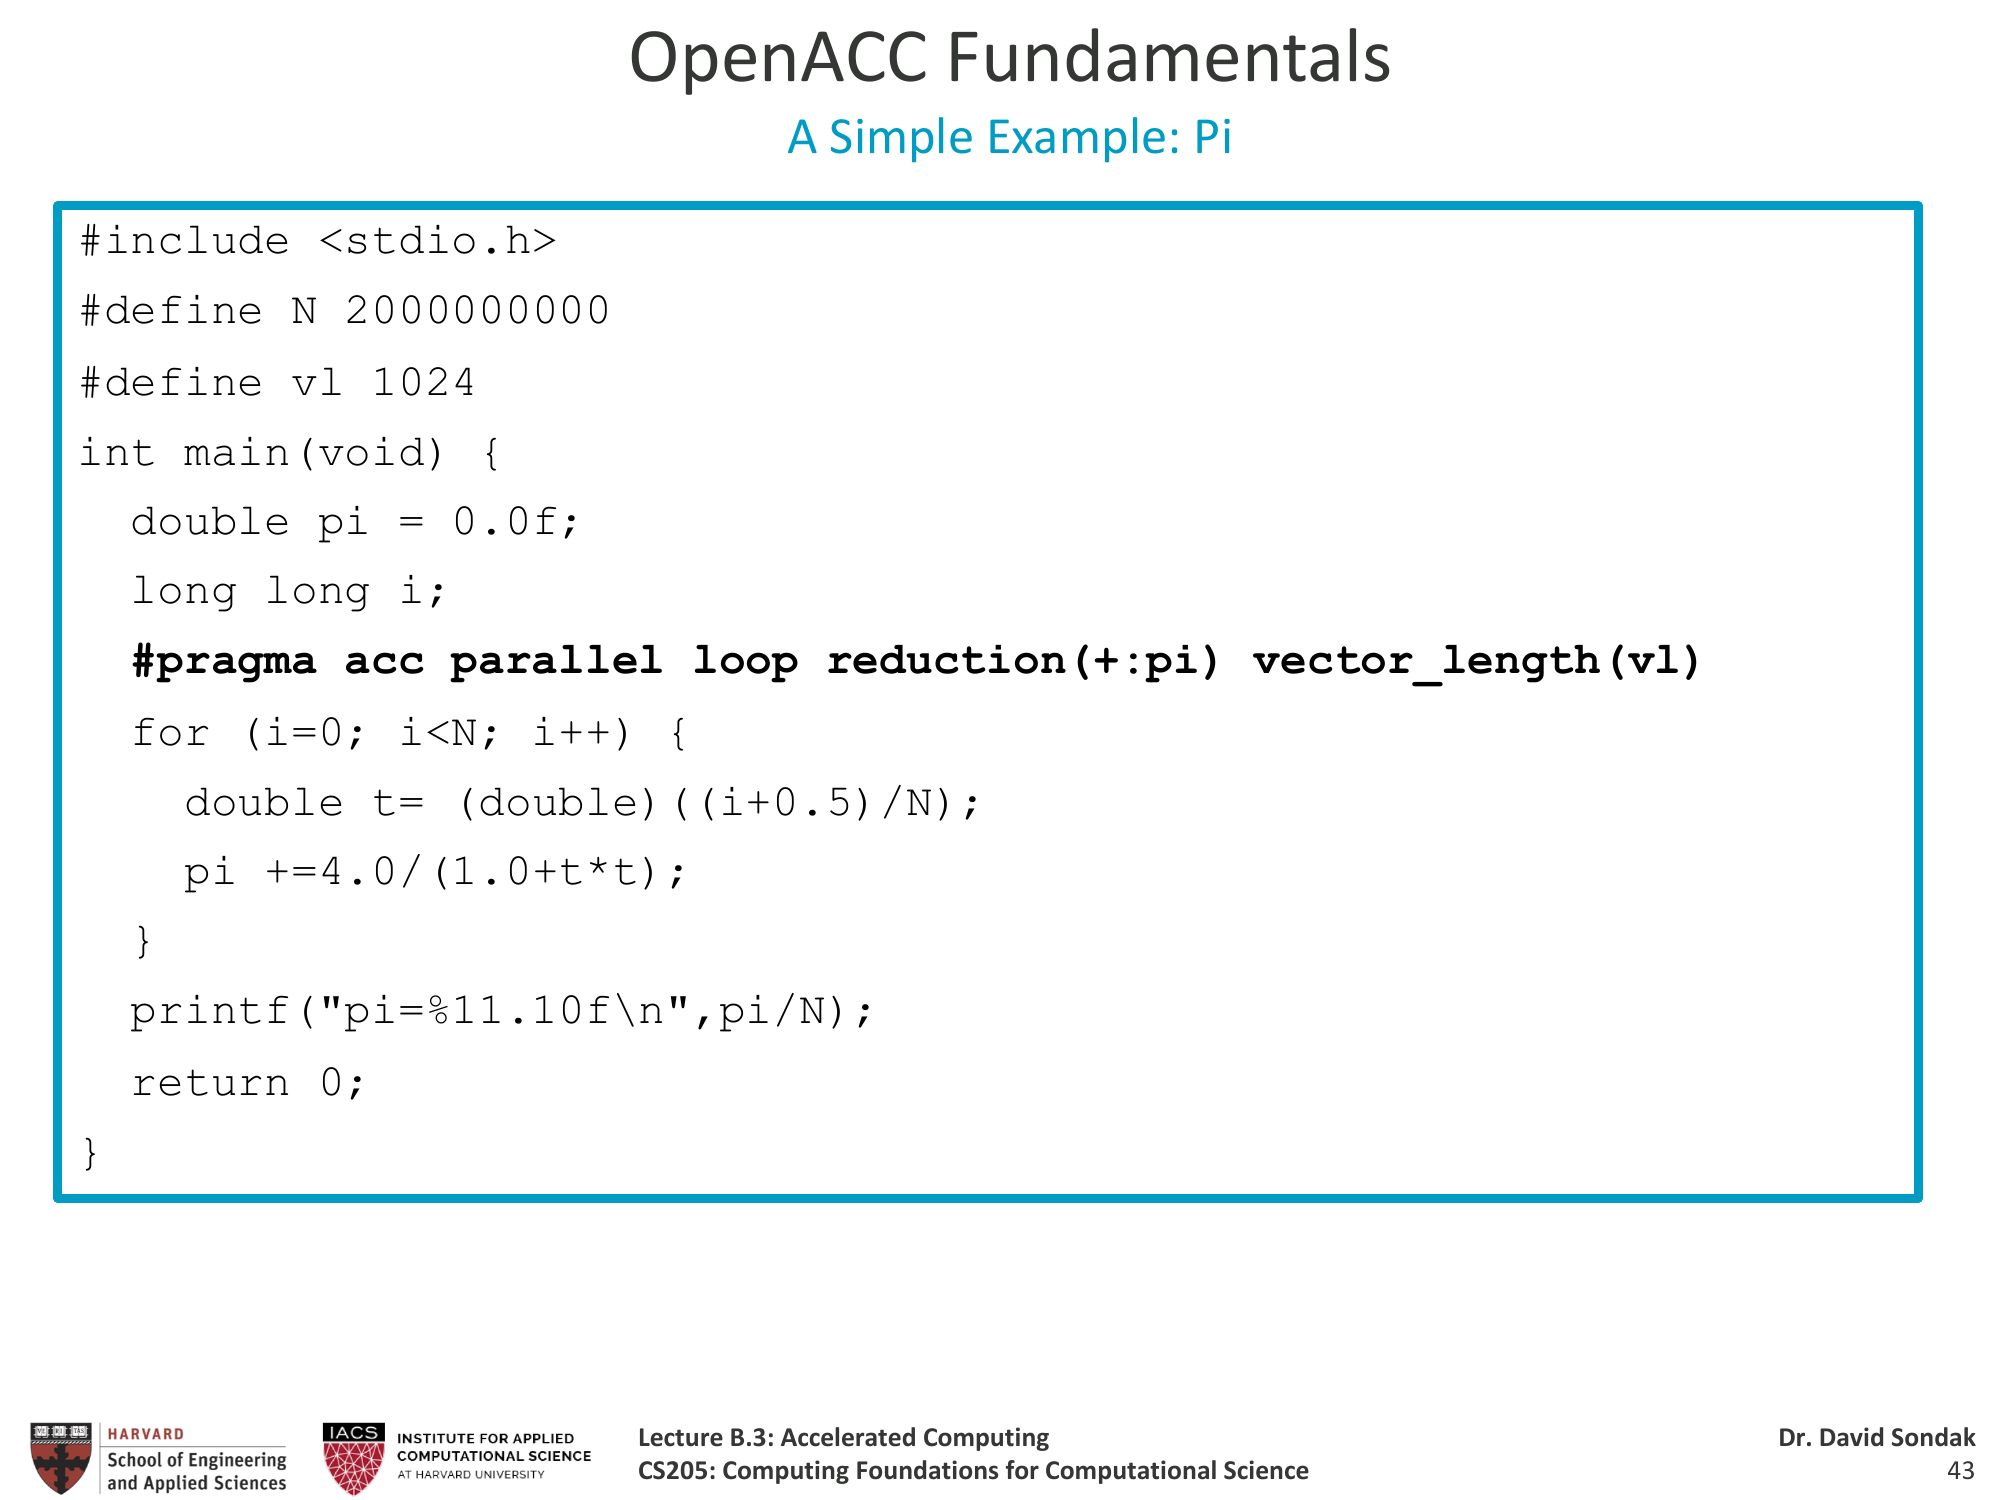 OpenACC Fundamentals
A Simple Example: Pi
#include <stdio.h>
#define N 2000000000
#define vl 1024
int main(void) {
  double pi = 0.0f;
  long long i;
  #pragma acc parallel loop reduction(+:pi) vector_length(vl)
  for (i=0; i<N; i++) {
    double t= (double)((i+0.5)/N);
    pi +=4.0/(1.0+t*t);
  }
  printf("pi=%11.10f\n",pi/N);
  return 0;
}
HARVARD
School of Engineering
and Applied Sciences
IACS
INSTITUTE FOR APPLIED
COMPUTATIONAL SCIENCE
AT HARVARD UNIVERSITY
Lecture B.3: Accelerated Computing
CS205: Computing Foundations for Computational Science
Dr. David Sondak
43